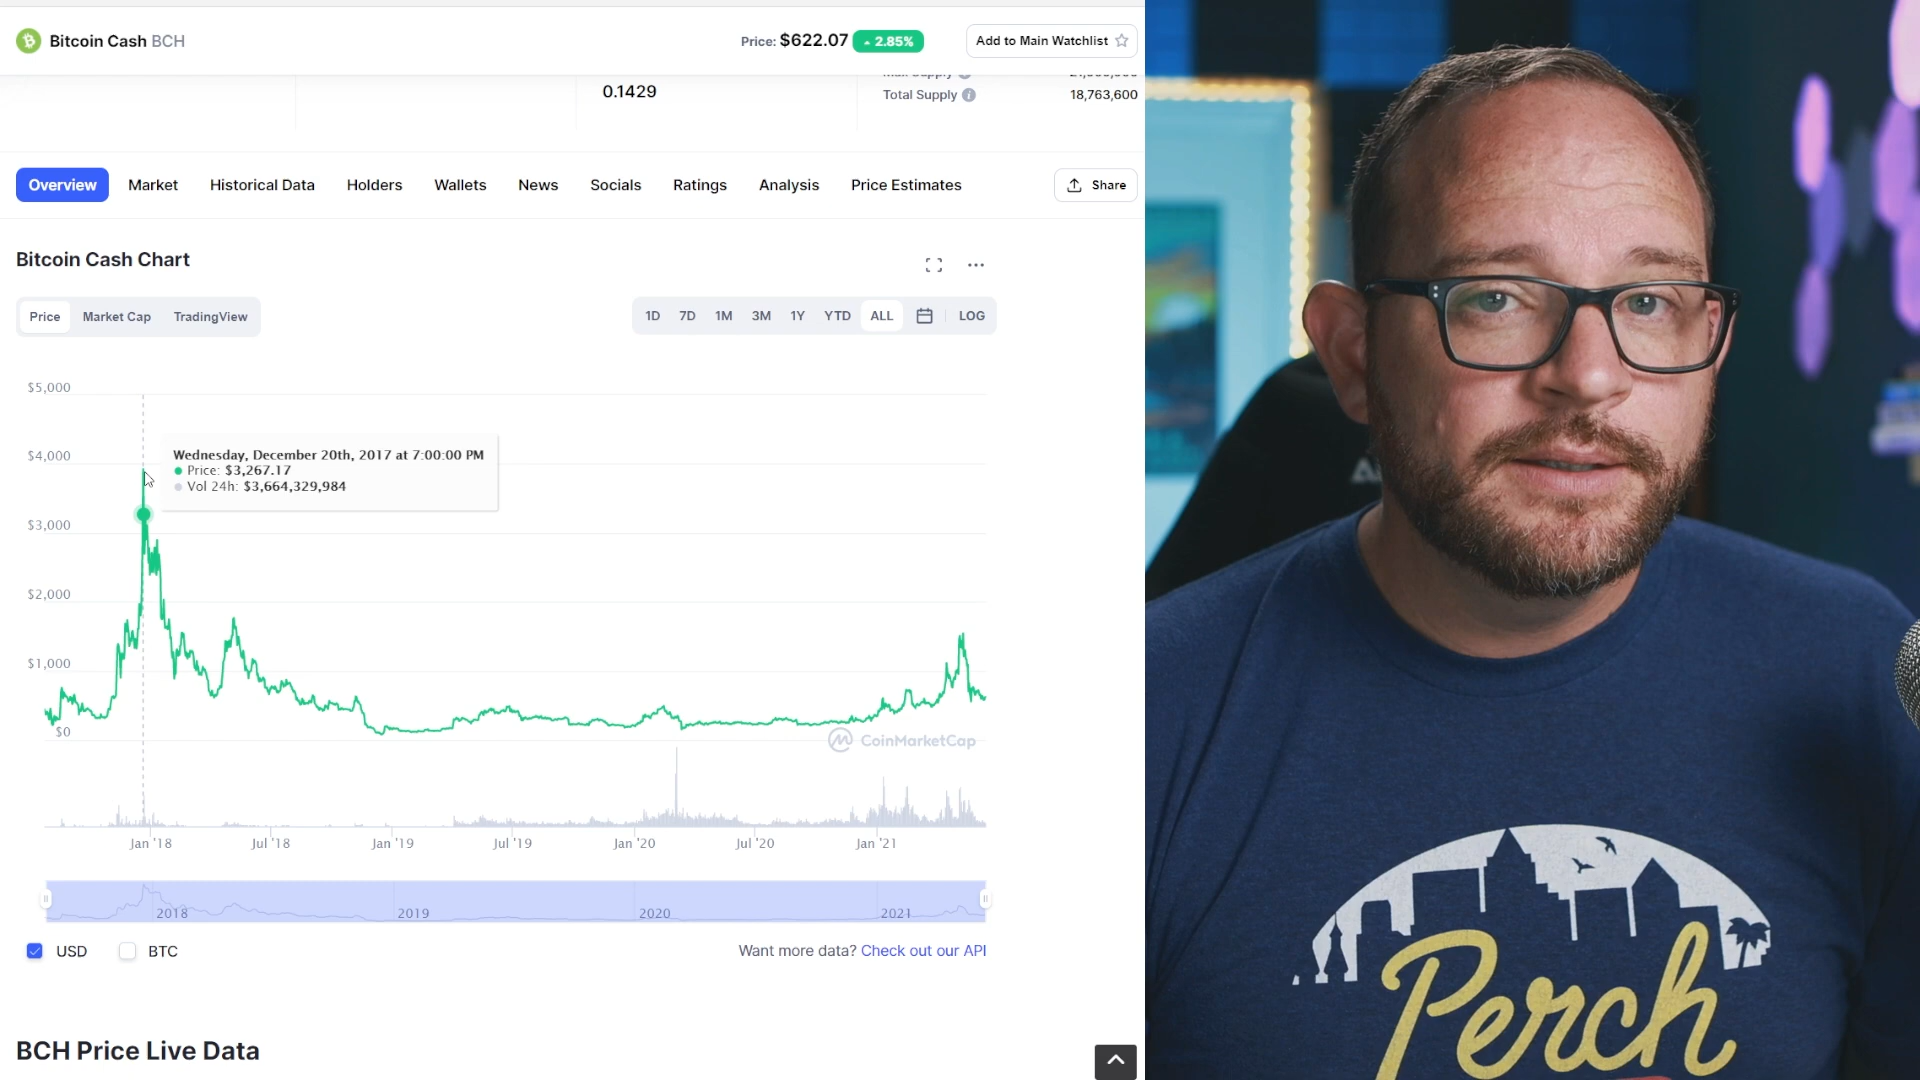 Bitcoin Cash BCH
Price: $622.07 2.85%
Add to Main Watchlist
0.1429
Max Supply
Total Supply 18,763,600
Overview Market Historical Data Holders Wallets News Socials Ratings Analysis Price Estimates Share
Bitcoin Cash Chart
Price Market Cap TradingView
1D 7D 1M 3M 1Y YTD ALL LOG
$5,000
$4,000
$3,000
$2,000
$1,000
$0
Wednesday, December 20th, 2017 at 7:00:00 PM
Price: $3,267.17
Vol 24h: $3,664,329,984
CoinMarketCap
Jan '18 Jul '18 Jan '19 Jul '19 Jan '20 Jul '20 Jan '21
2018 2019 2020 2021
USD BTC
Want more data? Check out our API
BCH Price Live Data
Perch